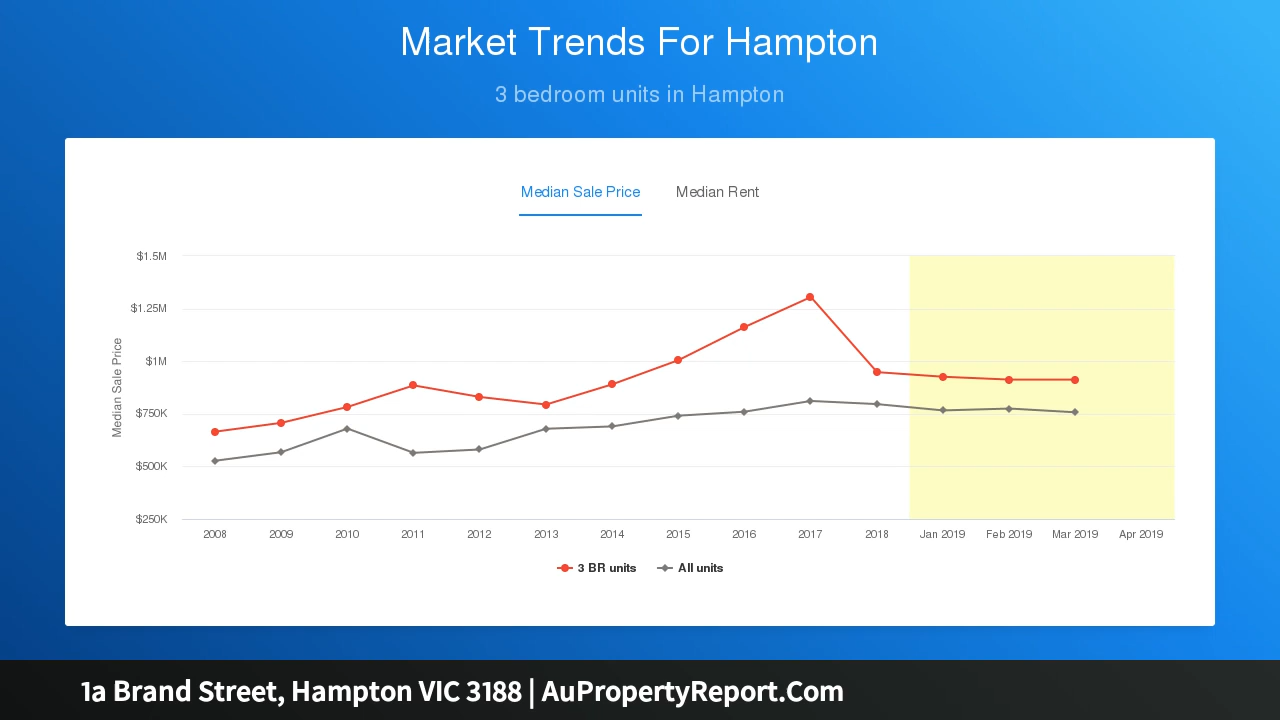 Market Trends For Hampton
3 bedroom units in Hampton
Median Sale Price Median Rent
$1.5M
$1.25M
$1M
$750K
$500K
$250K
Median Sale Price
2008 2009 2010 2011 2012 2013 2014 2015 2016 2017 2018 Jan 2019 Feb 2019 Mar 2019 Apr 2019
3 BR units All units
1a Brand Street, Hampton VIC 3188 | AuPropertyReport.Com